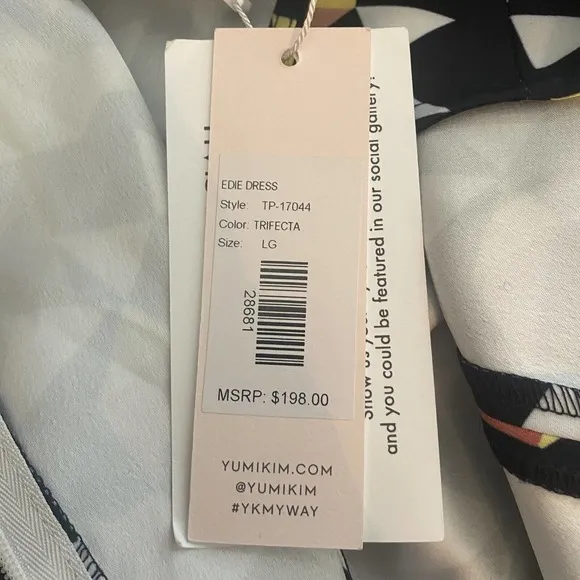 EDIE DRESS
Style: TP-17044
Color: TRIFECTA
Size: LG
28681
MSRP: $198.00
YUMIKIM.COM
@YUMIKIM
#YKMYWAY
and you could be featured in our social gallery!